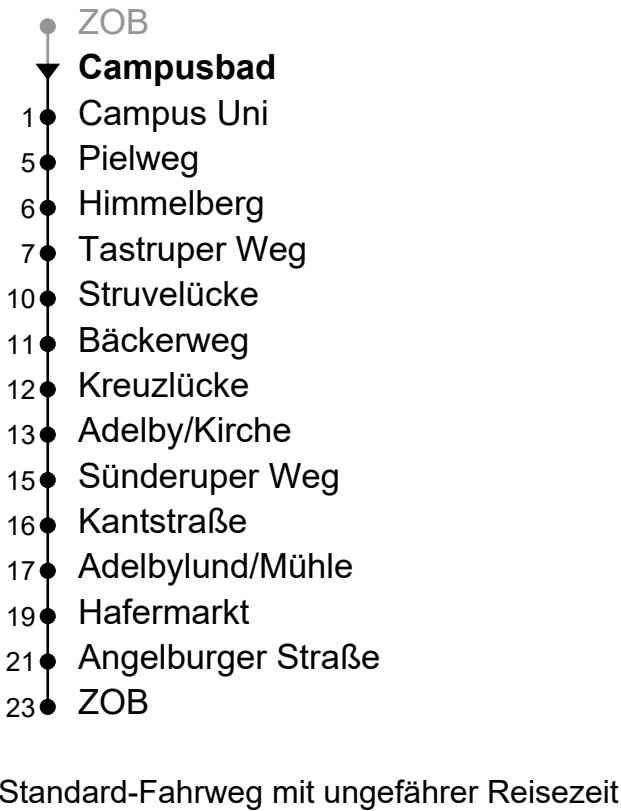 ZOB
Campusbad
1 Campus Uni
5 Pielweg
6 Himmelberg
7 Tastruper Weg
10 Struvelücke
11 Bäckerweg
12 Kreuzlücke
13 Adelby/Kirche
15 Sünderuper Weg
16 Kantstraße
17 Adelbylund/Mühle
19 Hafermarkt
21 Angelburger Straße
23 ZOB
Standard-Fahrweg mit ungefährer Reisezeit